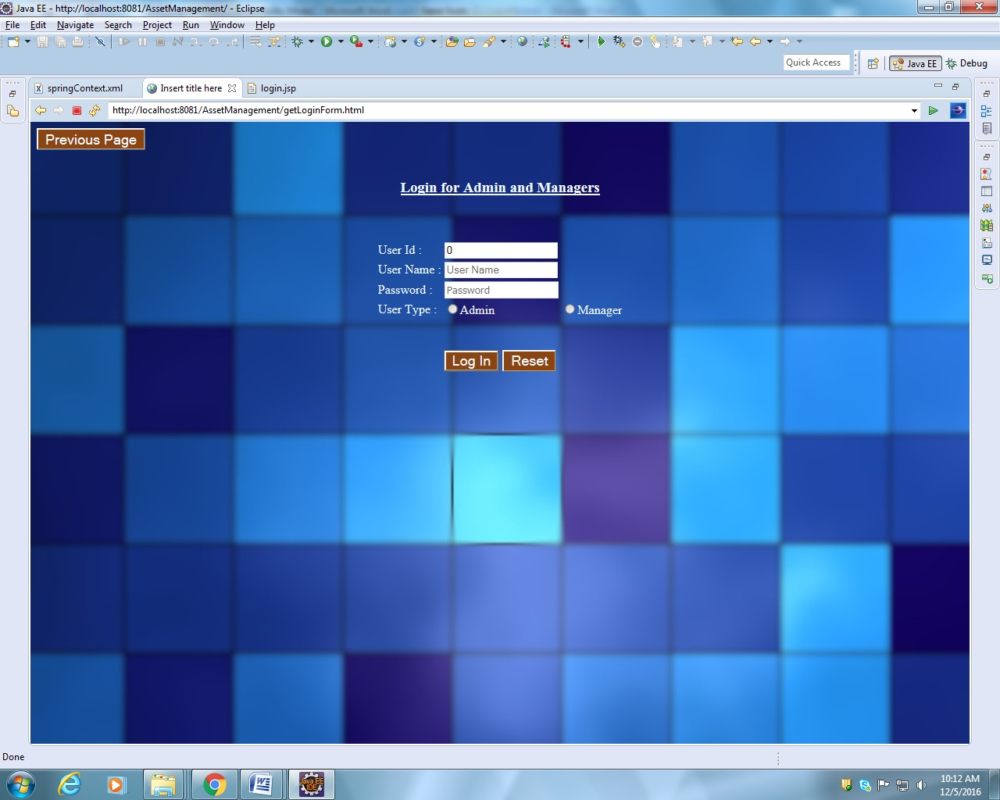 Java EE - http://localhost:8081/AssetManagement/ - Eclipse
File Edit Navigate Search Project Run Window Help
Quick Access Java EE Debug
springContext.xml Insert title here login.jsp
http://localhost:8081/AssetManagement/getLoginForm.html
Previous Page
Login for Admin and Managers
User Id : 0
User Name : User Name
Password : Password
User Type : Admin Manager
Log In Reset
Done
Java EE
IDE
10:12 AM
12/5/2016